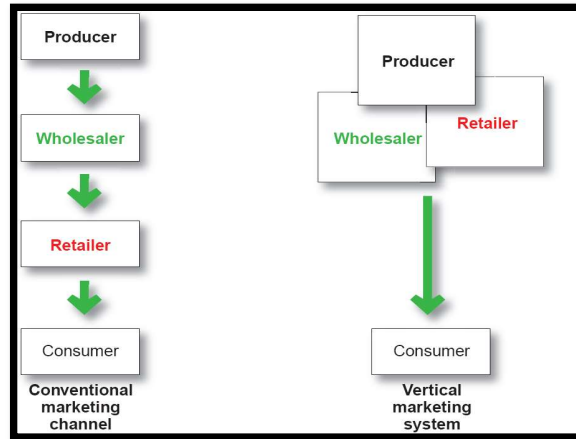 Producer
Wholesaler
Retailer
Consumer
Conventional
marketing
channel
Producer
Wholesaler
Retailer
Consumer
Vertical
marketing
system